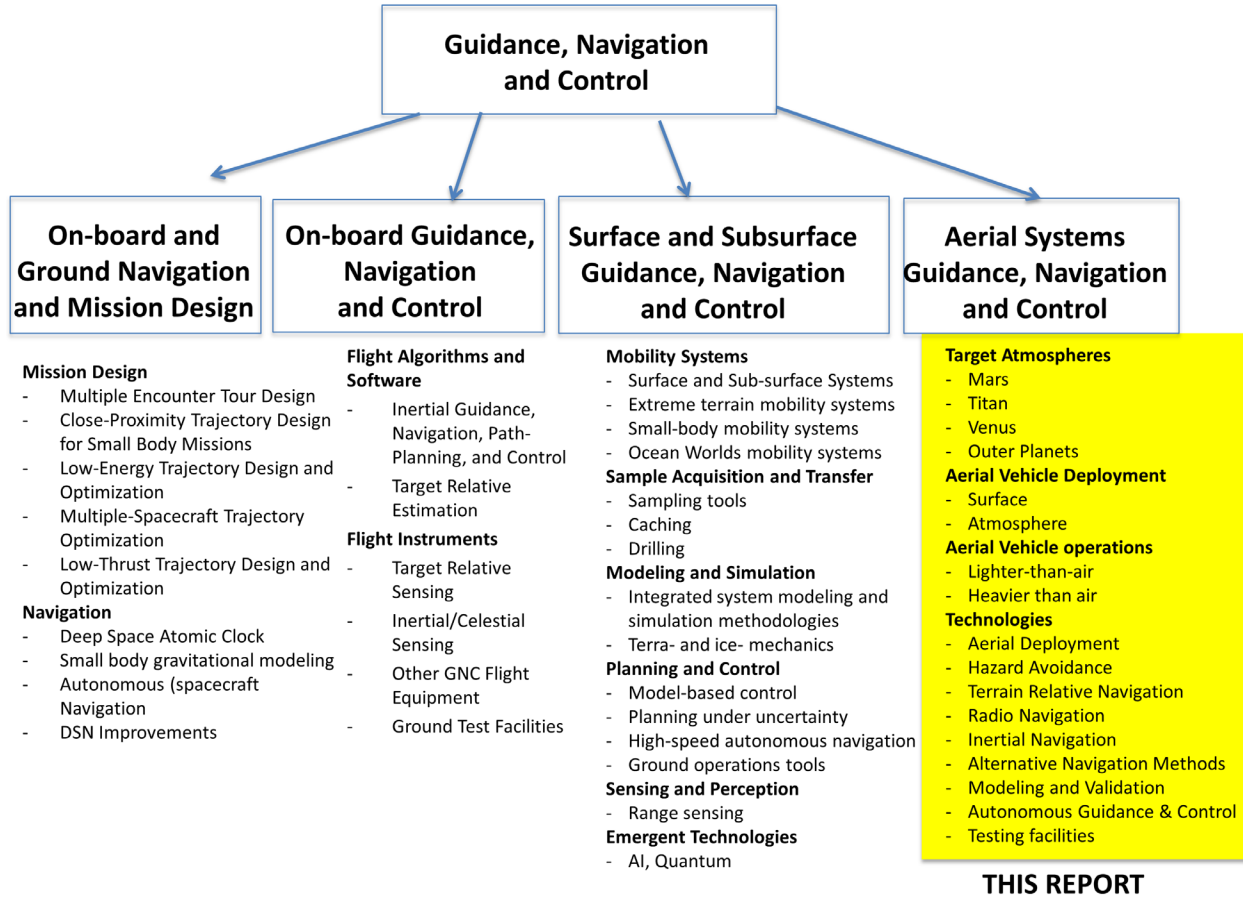 Guidance, Navigation
and Control
On-board and
Ground Navigation
and Mission Design
Mission Design
- Multiple Encounter Tour Design
- Close-Proximity Trajectory Design
for Small Body Missions
- Low-Energy Trajectory Design and
Optimization
- Multiple-Spacecraft Trajectory
Optimization
- Low-Thrust Trajectory Design and
Optimization
Navigation
- Deep Space Atomic Clock
- Small body gravitational modeling
- Autonomous (spacecraft
Navigation
- DSN Improvements
On-board Guidance,
Navigation
and Control
Flight Algorithms and
Software
- Inertial Guidance,
Navigation, Path-
Planning, and Control
- Target Relative
Estimation
Flight Instruments
- Target Relative
Sensing
- Inertial/Celestial
Sensing
- Other GNC Flight
Equipment
- Ground Test Facilities
Surface and Subsurface
Guidance, Navigation
and Control
Mobility Systems
- Surface and Sub-surface Systems
- Extreme terrain mobility systems
- Small-body mobility systems
- Ocean Worlds mobility systems
Sample Acquisition and Transfer
- Sampling tools
- Caching
- Drilling
Modeling and Simulation
- Integrated system modeling and
simulation methodologies
- Terra- and ice- mechanics
Planning and Control
- Model-based control
- Planning under uncertainty
- High-speed autonomous navigation
- Ground operations tools
Sensing and Perception
- Range sensing
Emergent Technologies
- AI, Quantum
Aerial Systems
Guidance, Navigation
and Control
Target Atmospheres
- Mars
- Titan
- Venus
- Outer Planets
Aerial Vehicle Deployment
- Surface
- Atmosphere
Aerial Vehicle operations
- Lighter-than-air
- Heavier than air
Technologies
- Aerial Deployment
- Hazard Avoidance
- Terrain Relative Navigation
- Radio Navigation
- Inertial Navigation
- Alternative Navigation Methods
- Modeling and Validation
- Autonomous Guidance & Control
- Testing facilities
THIS REPORT